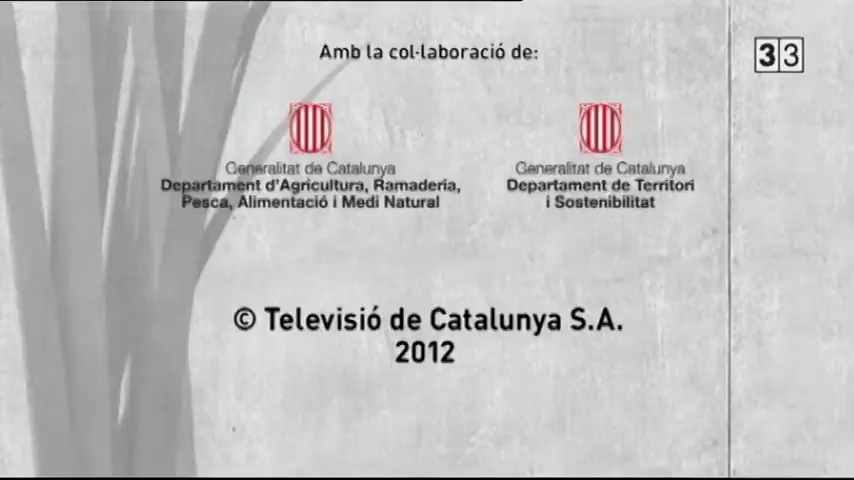 Amb la col·laboració de:
33
Generalitat de Catalunya
Departament d'Agricultura, Ramaderia,
Pesca, Alimentació i Medi Natural
Generalitat de Catalunya
Departament de Territori
i Sostenibilitat
© Televisió de Catalunya S.A.
2012